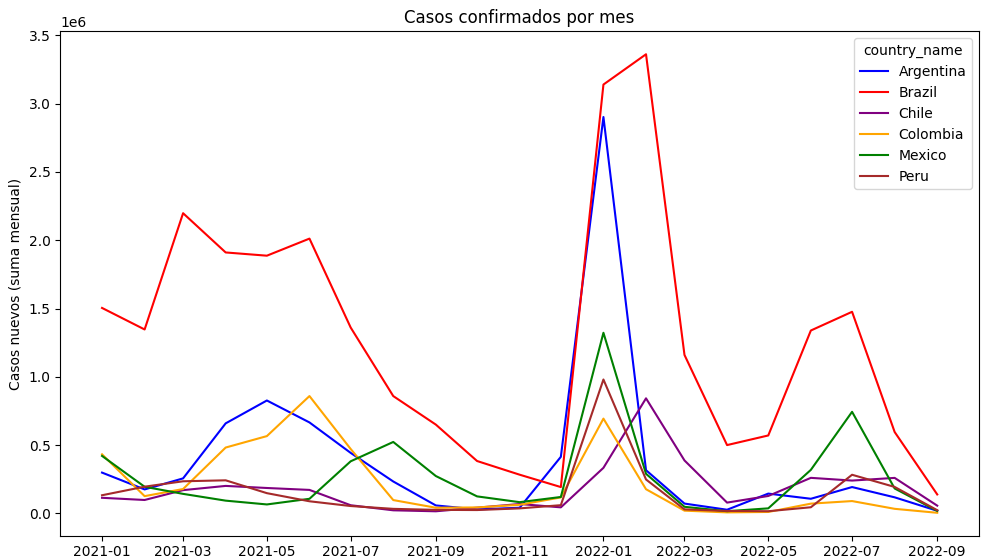 Casos confirmados por mes
1e6
3.5
3.0
2.5
2.0
1.5
1.0
0.5
0.0
Casos nuevos (suma mensual)
country_name
Argentina
Brazil
Chile
Colombia
Mexico
Peru
2021-01 2021-03 2021-05 2021-07 2021-09 2021-11 2022-01 2022-03 2022-05 2022-07 2022-09